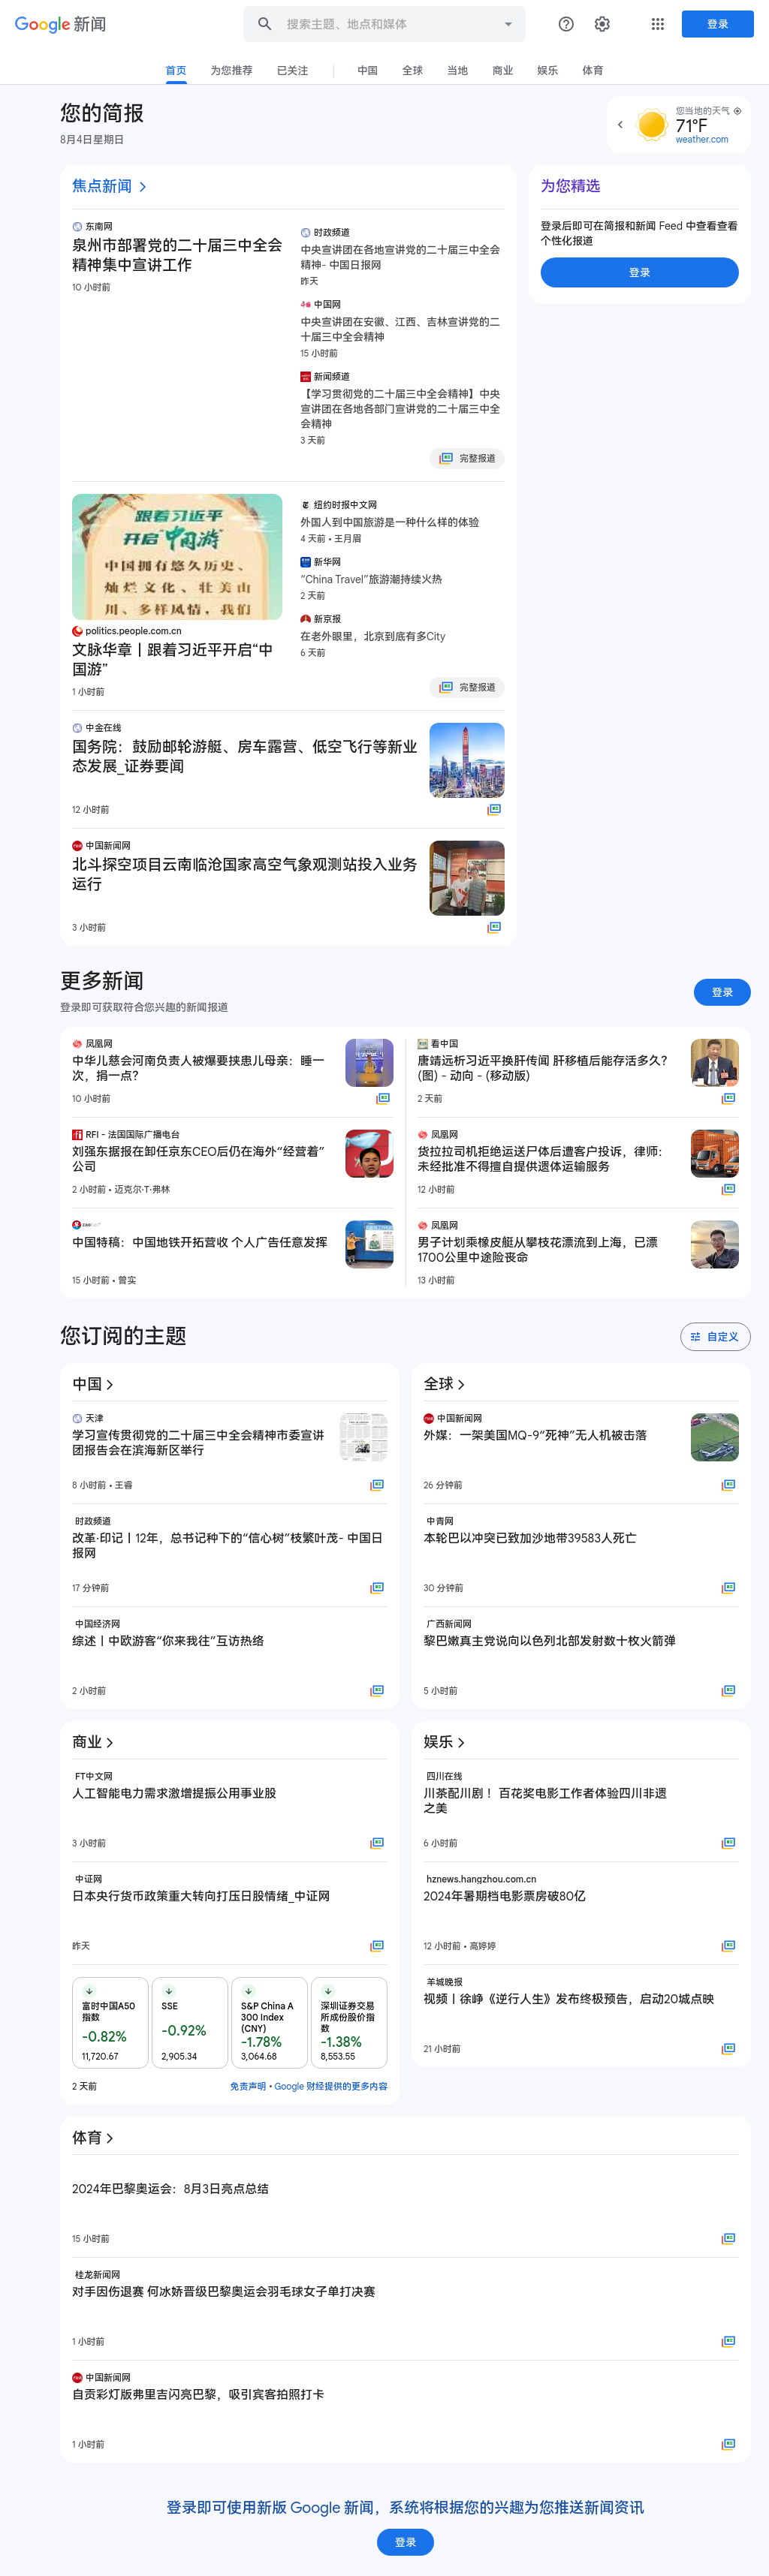 Google 新闻
搜索主题、地点和媒体
登录
首页
为您推荐
已关注
中国
全球
当地
商业
娱乐
体育
您的简报
8月4日星期日
您当地的天气
71°F
weather.com
焦点新闻
东南网
泉州市部署党的二十届三中全会
精神集中宣讲工作
10 小时前
时政频道
中央宣讲团在各地宣讲党的二十届三中全会
精神- 中国日报网
昨天
中国网
中央宣讲团在安徽、江西、吉林宣讲党的二
十届三中全会精神
15 小时前
新闻频道
【学习贯彻党的二十届三中全会精神】中央
宣讲团在各地各部门宣讲党的二十届三中全
会精神
3 天前
完整报道
为您精选
登录后即可在简报和新闻 Feed 中查看查看
个性化报道
登录
跟着习近平
开启“中国游”
中国拥有悠久历史、
灿烂文化、壮美山
川、多样风情，我们
politics.people.com.cn
文脉华章丨跟着习近平开启“中
国游”
1 小时前
纽约时报中文网
外国人到中国旅游是一种什么样的体验
4 天前 • 王月眉
新华网
“China Travel”旅游潮持续火热
2 天前
新京报
在老外眼里，北京到底有多City
6 天前
完整报道
中金在线
国务院：鼓励邮轮游艇、房车露营、低空飞行等新业
态发展_证券要闻
12 小时前
中国新闻网
北斗探空项目云南临沧国家高空气象观测站投入业务
运行
3 小时前
更多新闻
登录即可获取符合您兴趣的新闻报道
登录
凤凰网
中华儿慈会河南负责人被爆要挟患儿母亲：睡一
次，捐一点？
10 小时前
RFI - 法国国际广播电台
刘强东据报在卸任京东CEO后仍在海外“经营着”
公司
2 小时前 • 迈克尔·T·弗林
中国特稿：中国地铁开拓营收 个人广告任意发挥
15 小时前 • 曾实
看中国
唐靖远析习近平换肝传闻 肝移植后能存活多久？
(图) - 动向 - (移动版)
2 天前
凤凰网
货拉拉司机拒绝运送尸体后遭客户投诉，律师：
未经批准不得擅自提供遗体运输服务
12 小时前
凤凰网
男子计划乘橡皮艇从攀枝花漂流到上海，已漂
1700公里中途险丧命
13 小时前
您订阅的主题
自定义
中国
天津
学习宣传贯彻党的二十届三中全会精神市委宣讲
团报告会在滨海新区举行
8 小时前 • 王睿
时政频道
改革·印记丨12年，总书记种下的“信心树”枝繁叶茂- 中国日
报网
17 分钟前
中国经济网
综述丨中欧游客“你来我往”互访热络
2 小时前
全球
中国新闻网
外媒：一架美国MQ-9“死神”无人机被击落
26 分钟前
中青网
本轮巴以冲突已致加沙地带39583人死亡
30 分钟前
广西新闻网
黎巴嫩真主党说向以色列北部发射数十枚火箭弹
5 小时前
商业
FT中文网
人工智能电力需求激增提振公用事业股
3 小时前
中证网
日本央行货币政策重大转向打压日股情绪_中证网
昨天
富时中国A50
指数
-0.82%
11,720.67
SSE
-0.92%
2,905.34
S&P China A
300 Index
(CNY)
-1.78%
3,064.68
深圳证券交易
所成份股价指
数
-1.38%
8,553.55
2 天前
免责声明 • Google 财经提供的更多内容
娱乐
四川在线
川茶配川剧！ 百花奖电影工作者体验四川非遗
之美
6 小时前
hznews.hangzhou.com.cn
2024年暑期档电影票房破80亿
12 小时前 • 高婷婷
羊城晚报
视频丨徐峥《逆行人生》发布终极预告，启动20城点映
21 小时前
体育
2024年巴黎奥运会：8月3日亮点总结
15 小时前
桂龙新闻网
对手因伤退赛 何冰娇晋级巴黎奥运会羽毛球女子单打决赛
1 小时前
中国新闻网
自贡彩灯版弗里吉闪亮巴黎，吸引宾客拍照打卡
1 小时前
登录即可使用新版 Google 新闻，系统将根据您的兴趣为您推送新闻资讯
登录